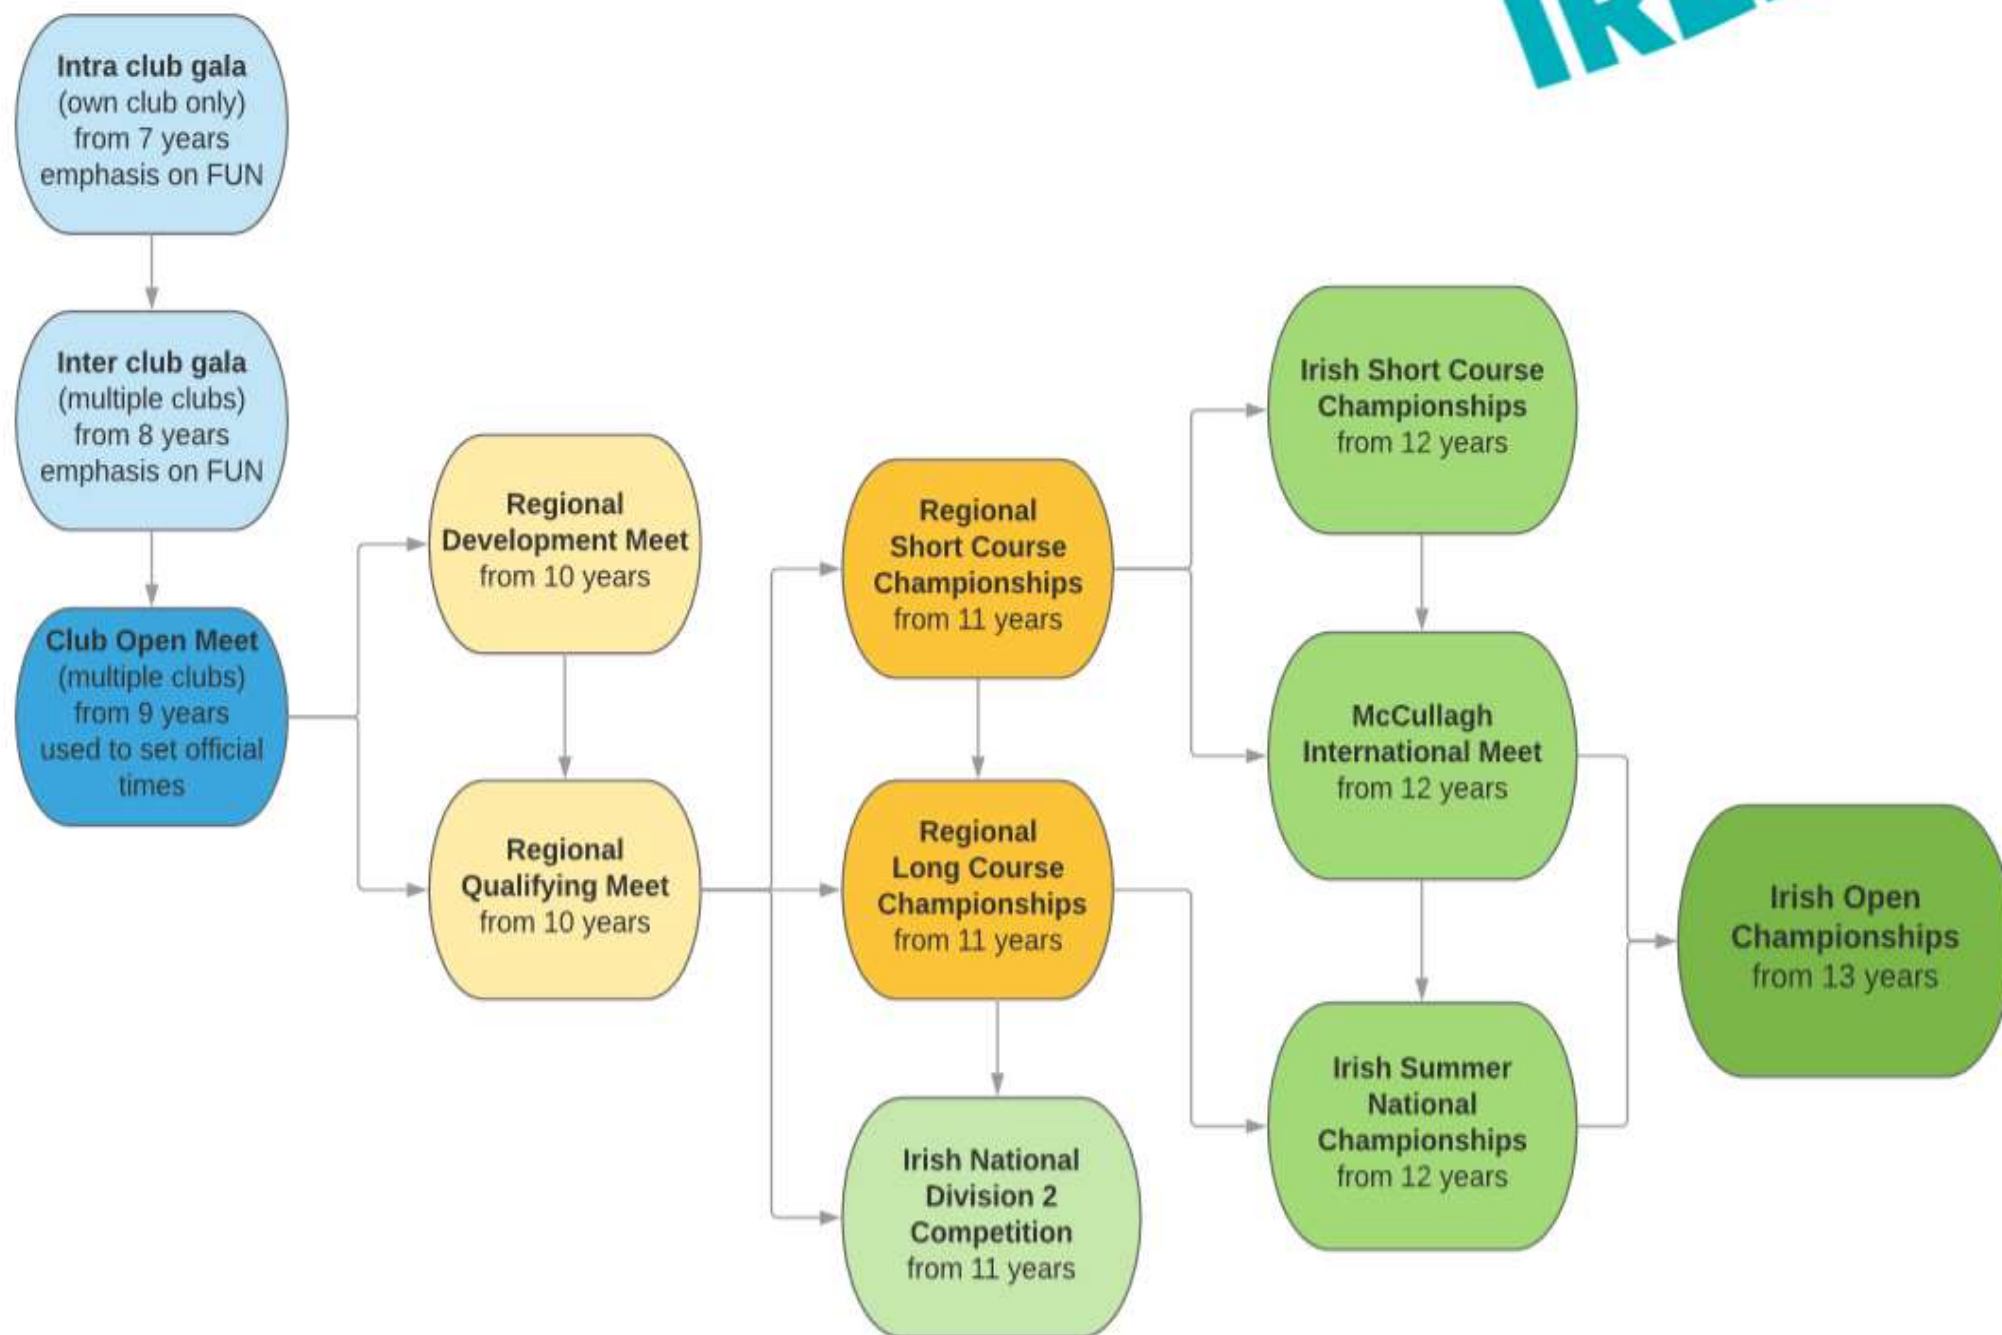 Intra club gala
(own club only)
from 7 years
emphasis on FUN
Inter club gala
(multiple clubs)
from 8 years
emphasis on FUN
Club Open Meet
(multiple clubs)
from 9 years
used to set official
times
Regional
Development Meet
from 10 years
Regional
Qualifying Meet
from 10 years
Regional
Short Course
Championships
from 11 years
Regional
Long Course
Championships
from 11 years
Irish National
Division 2
Competition
from 11 years
Irish Short Course
Championships
from 12 years
McCullagh
International Meet
from 12 years
Irish Summer
National
Championships
from 12 years
Irish Open
Championships
from 13 years